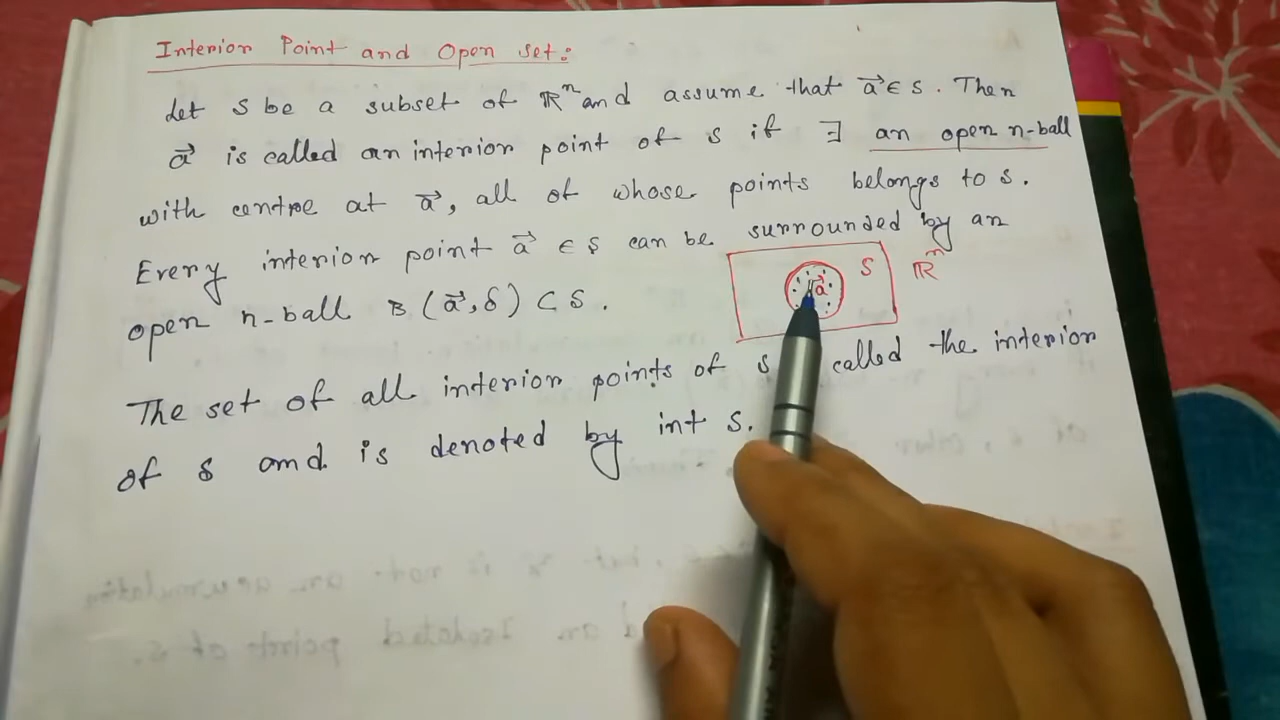 Interior Point and Open set:
Let S be a subset of ℝⁿ and assume that a⃗ ∈ S. Then
a⃗ is called an interior point of S if ∃ an open n-ball
with centre at a⃗, all of whose points belongs to S.
Every interior point a⃗ ∈ S can be surrounded by an
open n-ball B (a⃗, δ) ⊂ S.
a⃗ S ℝⁿ
The set of all interior points of S called the interior
of S and is denoted by int S.